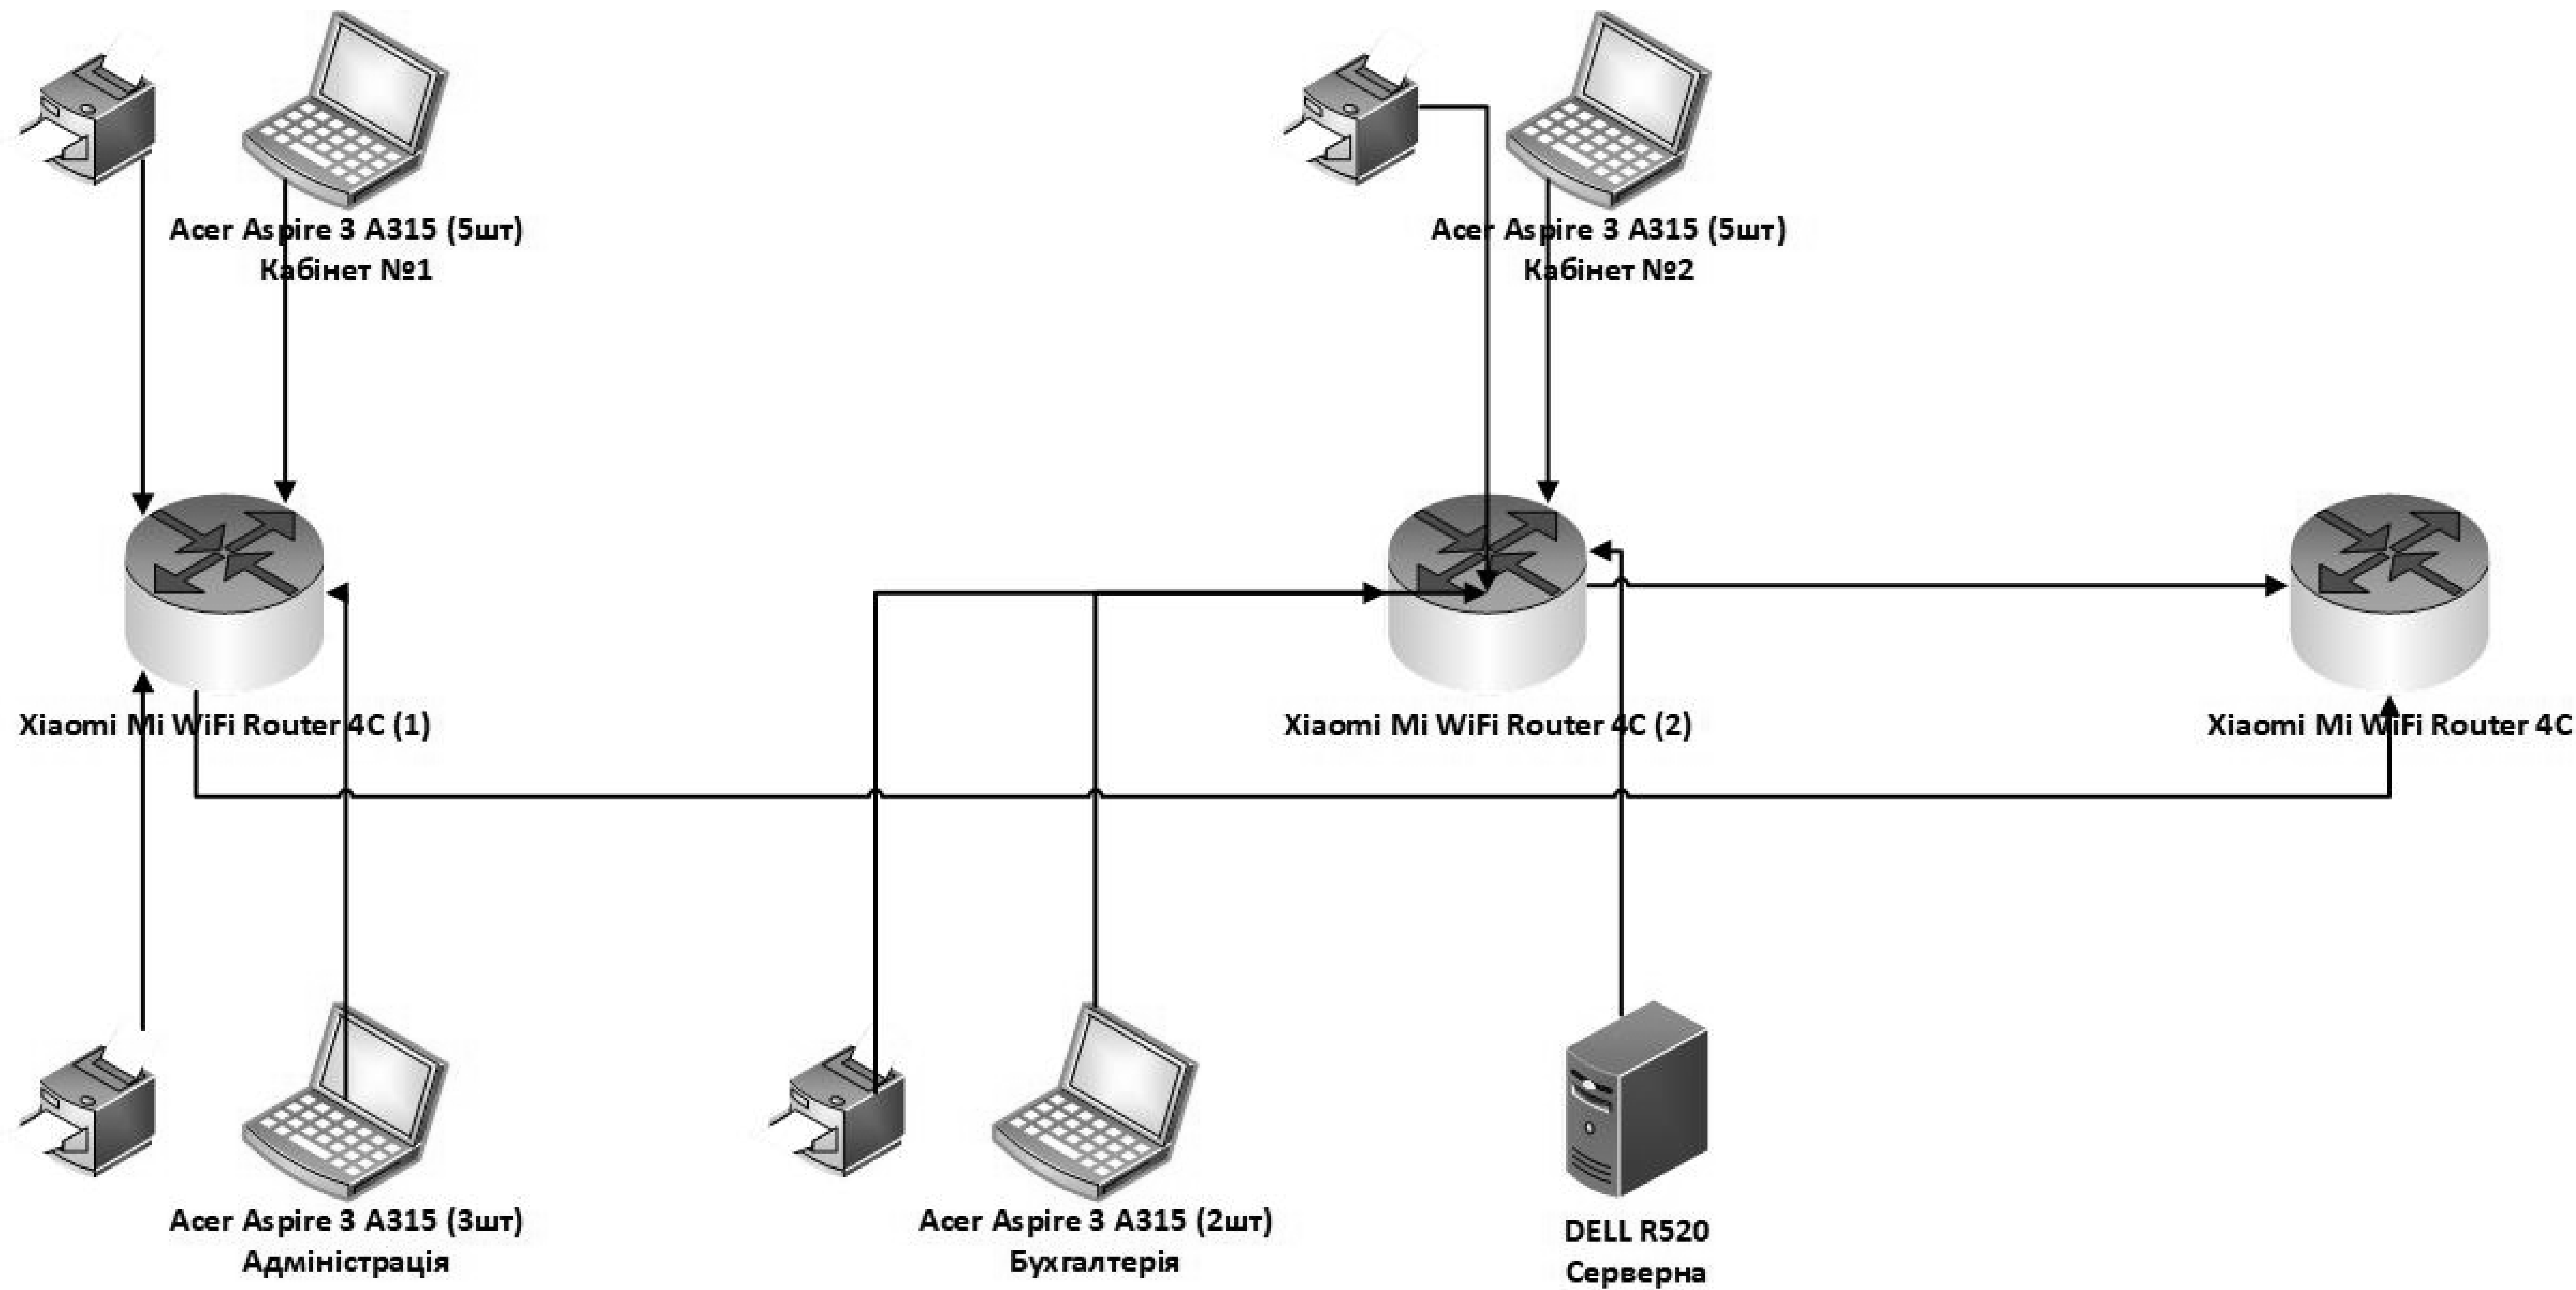 Acer Aspire 3 A315 (5шт)
Кабінет №1
Acer Aspire 3 A315 (5шт)
Кабінет №2
Xiaomi Mi WiFi Router 4C (1)
Xiaomi Mi WiFi Router 4C (2)
Xiaomi Mi WiFi Router 4C
Acer Aspire 3 A315 (3шт)
Адміністрація
Acer Aspire 3 A315 (2шт)
Бухгалтерія
DELL R520
Серверна